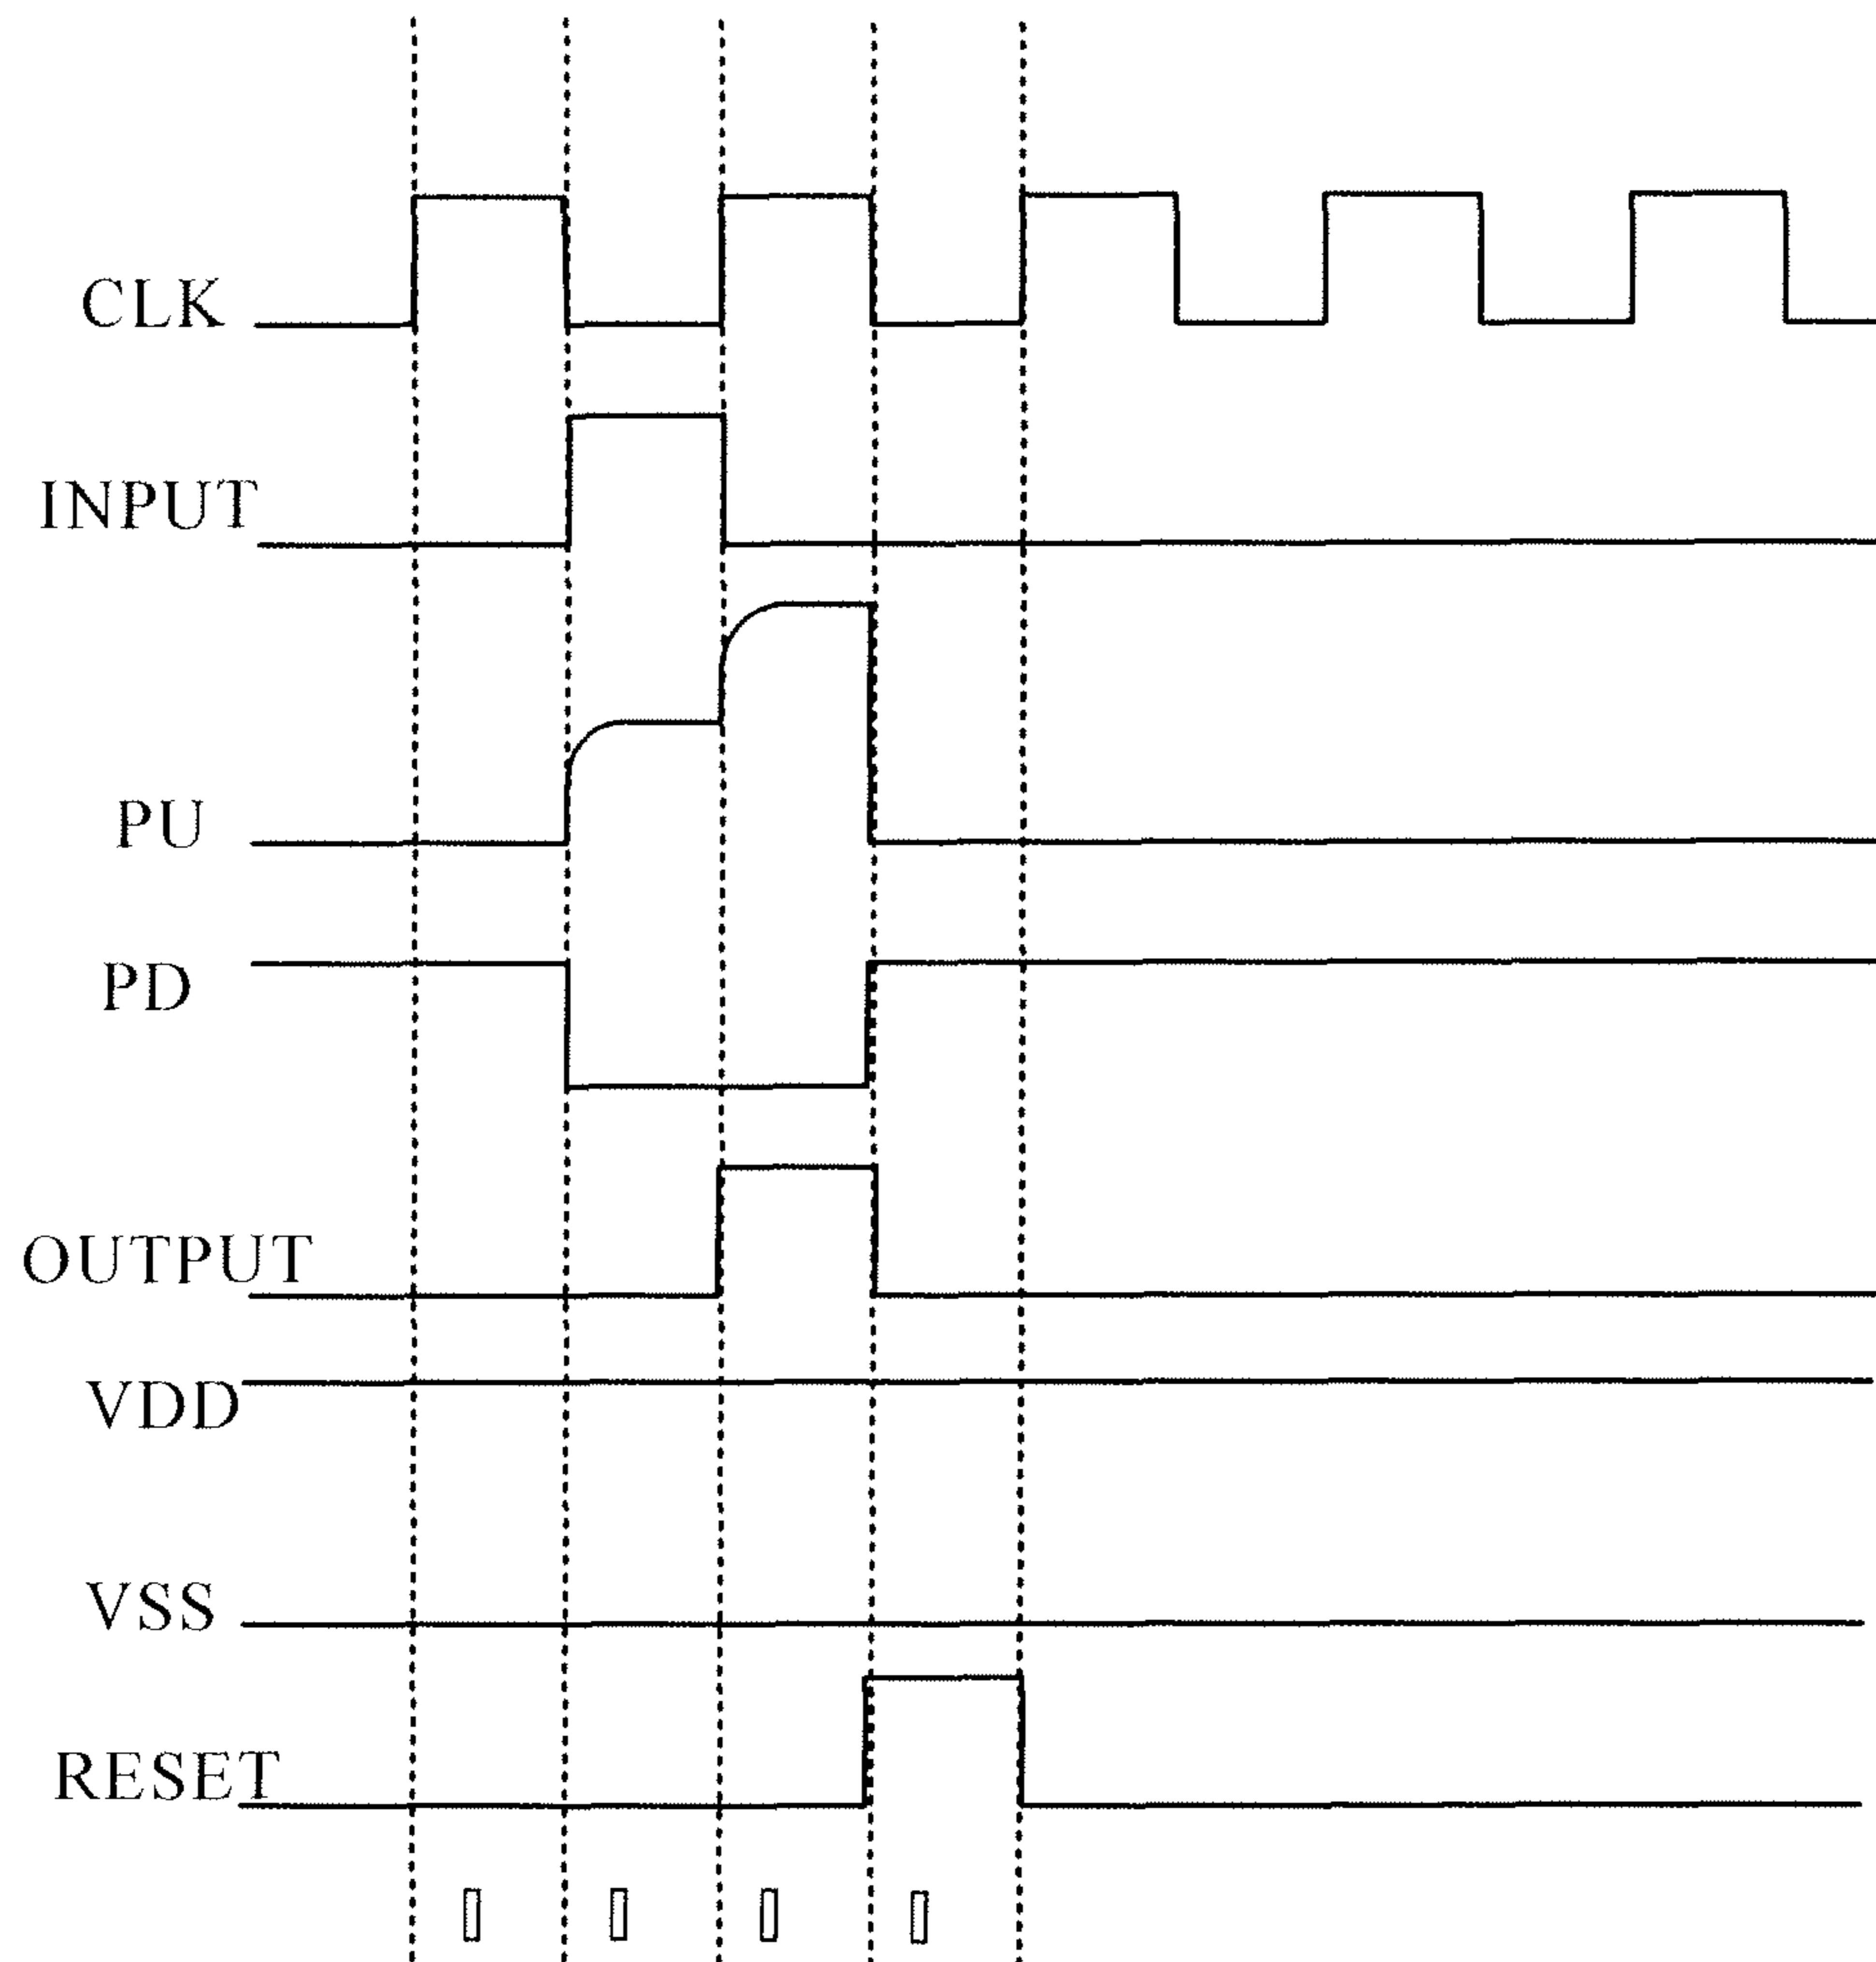 CLK
INPUT
PU
PD
OUTPUT
VDD
VSS
RESET